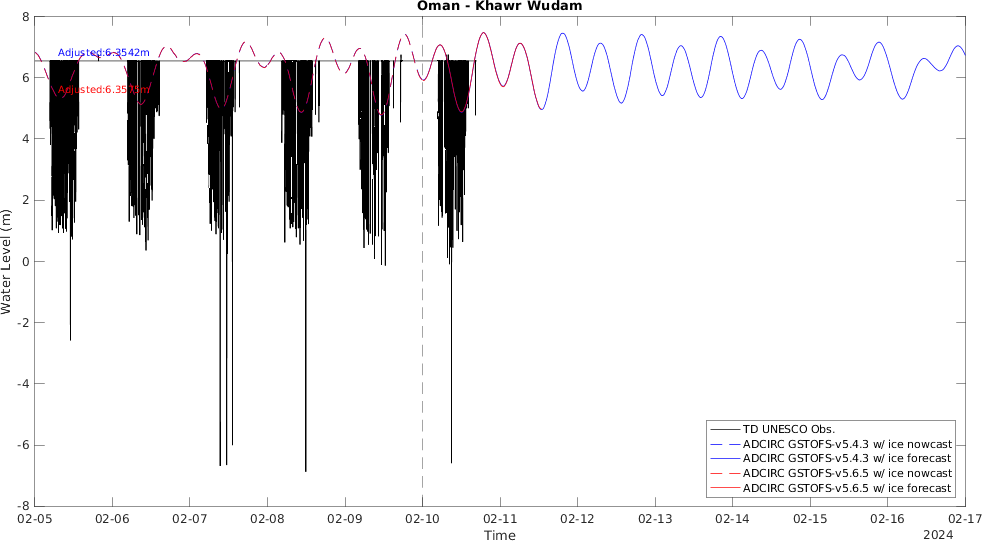 Oman - Khawr Wudam
Water Level (m)
8
6
4
2
0
-2
-4
-6
-8
Adjusted:6.3542m
TD UNESCO Obs.
ADCIRC GSTOFS-v5.4.3 w/ ice nowcast
ADCIRC GSTOFS-v5.4.3 w/ ice forecast
ADCIRC GSTOFS-v5.6.5 w/ ice nowcast
ADCIRC GSTOFS-v5.6.5 w/ ice forecast
02-05 02-06 02-07 02-08 02-09 02-10 02-11 02-12 02-13 02-14 02-15 02-16 02-17
Time
2024